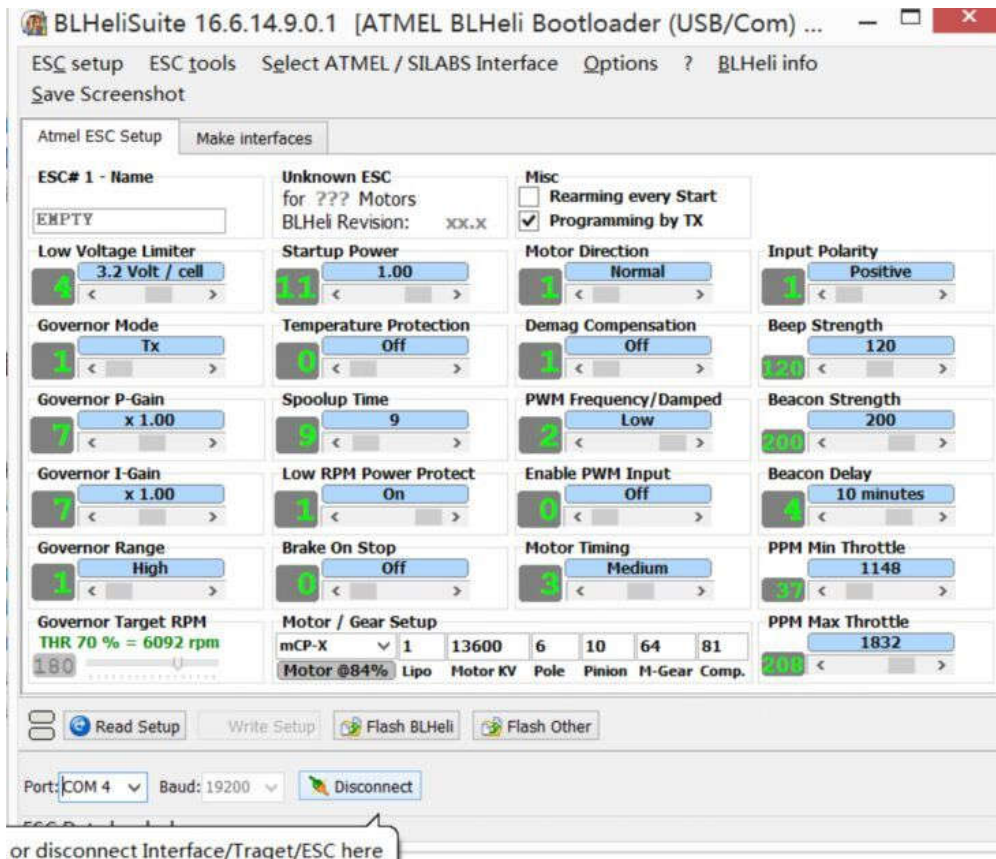 BLHeliSuite 16.6.14.9.0.1 [ATMEL BLHeli Bootloader (USB/Com) ...
ESC setup ESC tools Select ATMEL / SILABS Interface Options ? BLHeli info
Save Screenshot
Atmel ESC Setup Make interfaces
ESC# 1 - Name
EMPTY
Unknown ESC
for ??? Motors
BLHeli Revision: xx.x
Misc
Rearming every Start
Programming by TX
Low Voltage Limiter
3.2 Volt / cell
4
Startup Power
1.00
11
Motor Direction
Normal
1
Input Polarity
Positive
1
Governor Mode
Tx
1
Temperature Protection
Off
0
Demag Compensation
Off
1
Beep Strength
120
120
Governor P-Gain
x 1.00
7
Spoolup Time
9
9
PWM Frequency/Damped
Low
2
Beacon Strength
200
200
Governor I-Gain
x 1.00
7
Low RPM Power Protect
On
1
Enable PWM Input
Off
0
Beacon Delay
10 minutes
4
Governor Range
High
1
Brake On Stop
Off
0
Motor Timing
Medium
3
PPM Min Throttle
1148
37
Governor Target RPM
THR 70 % = 6092 rpm
180
Motor / Gear Setup
mCP-X 1 13600 6 10 64 81
Motor @84% Lipo Motor KV Pole Pinion M-Gear Comp.
PPM Max Throttle
1832
208
Read Setup Write Setup Flash BLHeli Flash Other
Port: COM 4 Baud: 19200 Disconnect
or disconnect Interface/Traget/ESC here